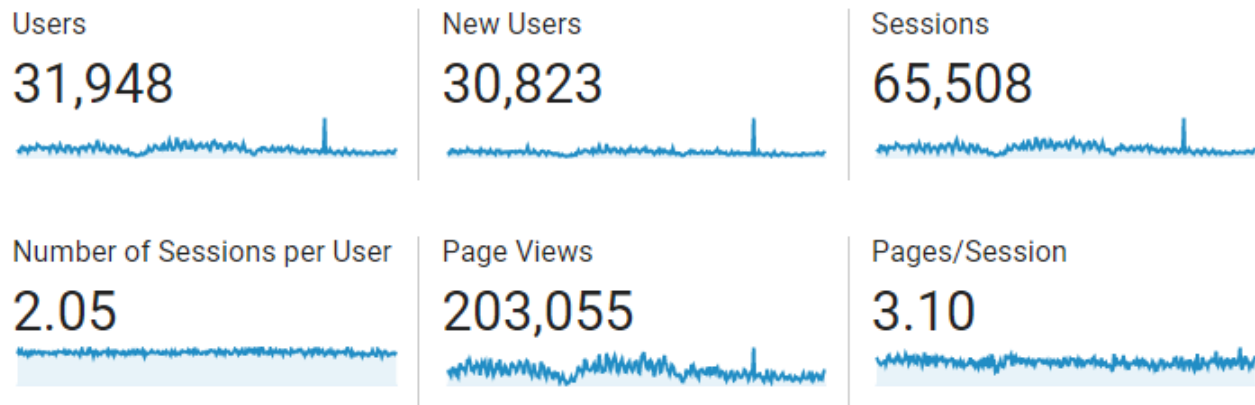 Users
31,948
New Users
30,823
Sessions
65,508
Number of Sessions per User
2.05
Page Views
203,055
Pages/Session
3.10